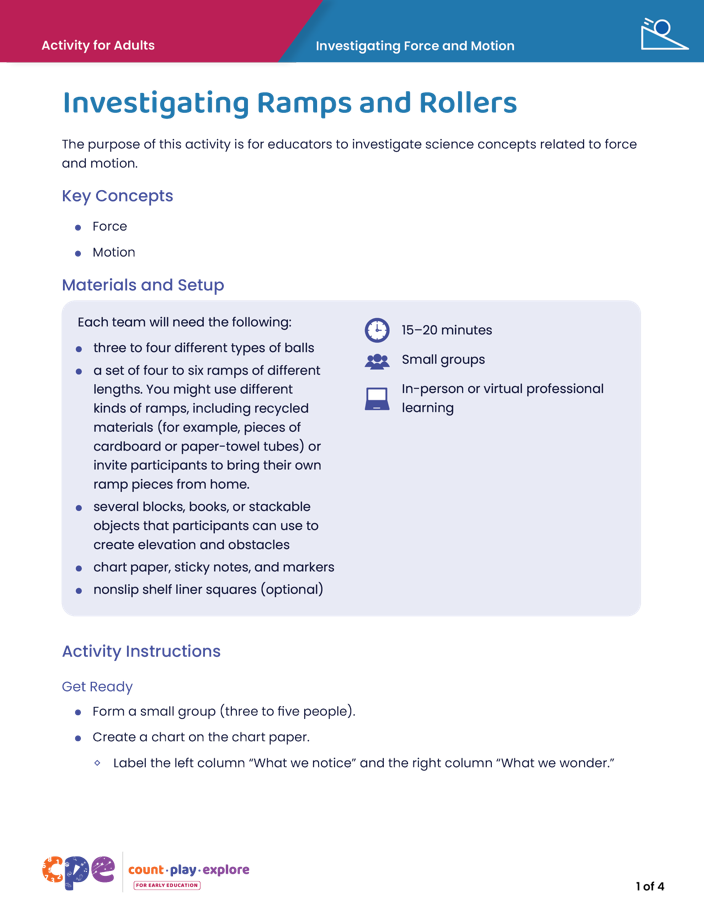 Activity for Adults
Investigating Force and Motion
Investigating Ramps and Rollers
The purpose of this activity is for educators to investigate science concepts related to force
and motion.
Key Concepts
Force
Motion
Materials and Setup
Each team will need the following:
three to four different types of balls
a set of four to six ramps of different
lengths. You might use different
kinds of ramps, including recycled
materials (for example, pieces of
cardboard or paper-towel tubes) or
invite participants to bring their own
ramp pieces from home.
several blocks, books, or stackable
objects that participants can use to
create elevation and obstacles
chart paper, sticky notes, and markers
nonslip shelf liner squares (optional)
15–20 minutes
Small groups
In-person or virtual professional
learning
Activity Instructions
Get Ready
Form a small group (three to five people).
Create a chart on the chart paper.
Label the left column “What we notice” and the right column “What we wonder.”
cpe
count·play·explore
FOR EARLY EDUCATION
1 of 4